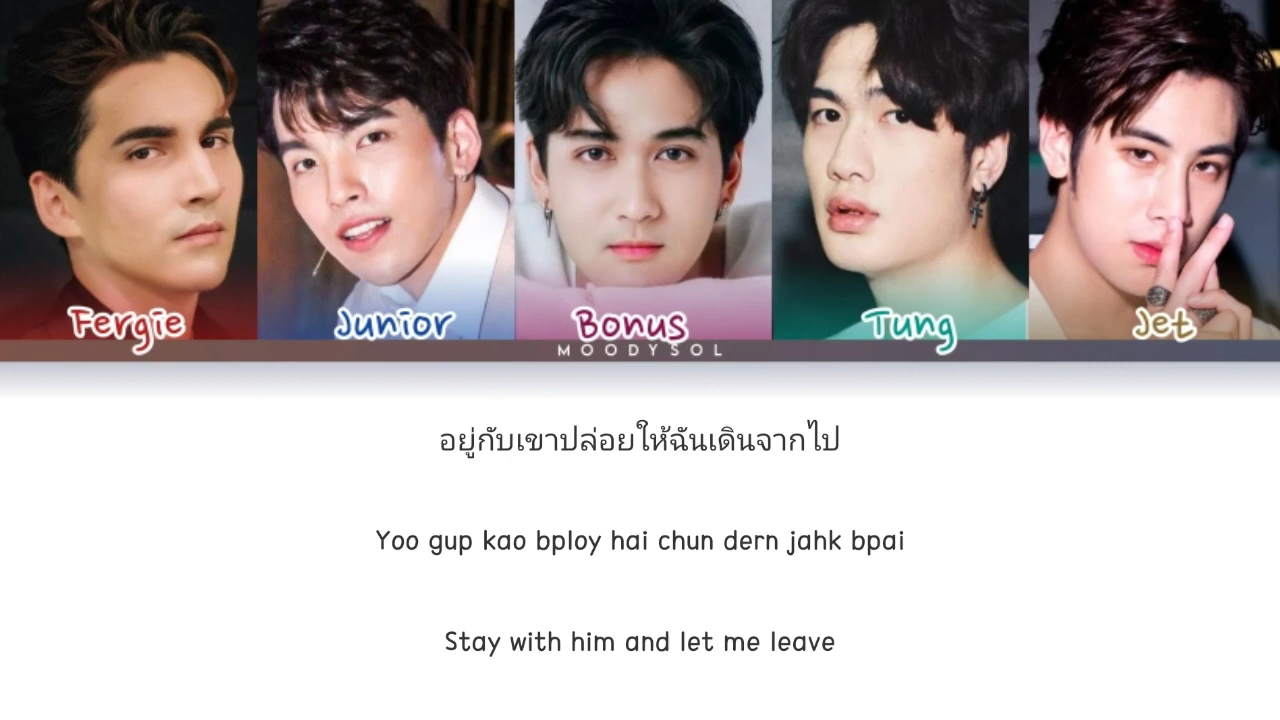 Fergie Junior Bonus Tung Jet
MOODYSOL
อยู่กับเขาปล่อยให้ฉันเดินจากไป
Yoo gup kao bploy hai chun dern jahk bpai
Stay with him and let me leave